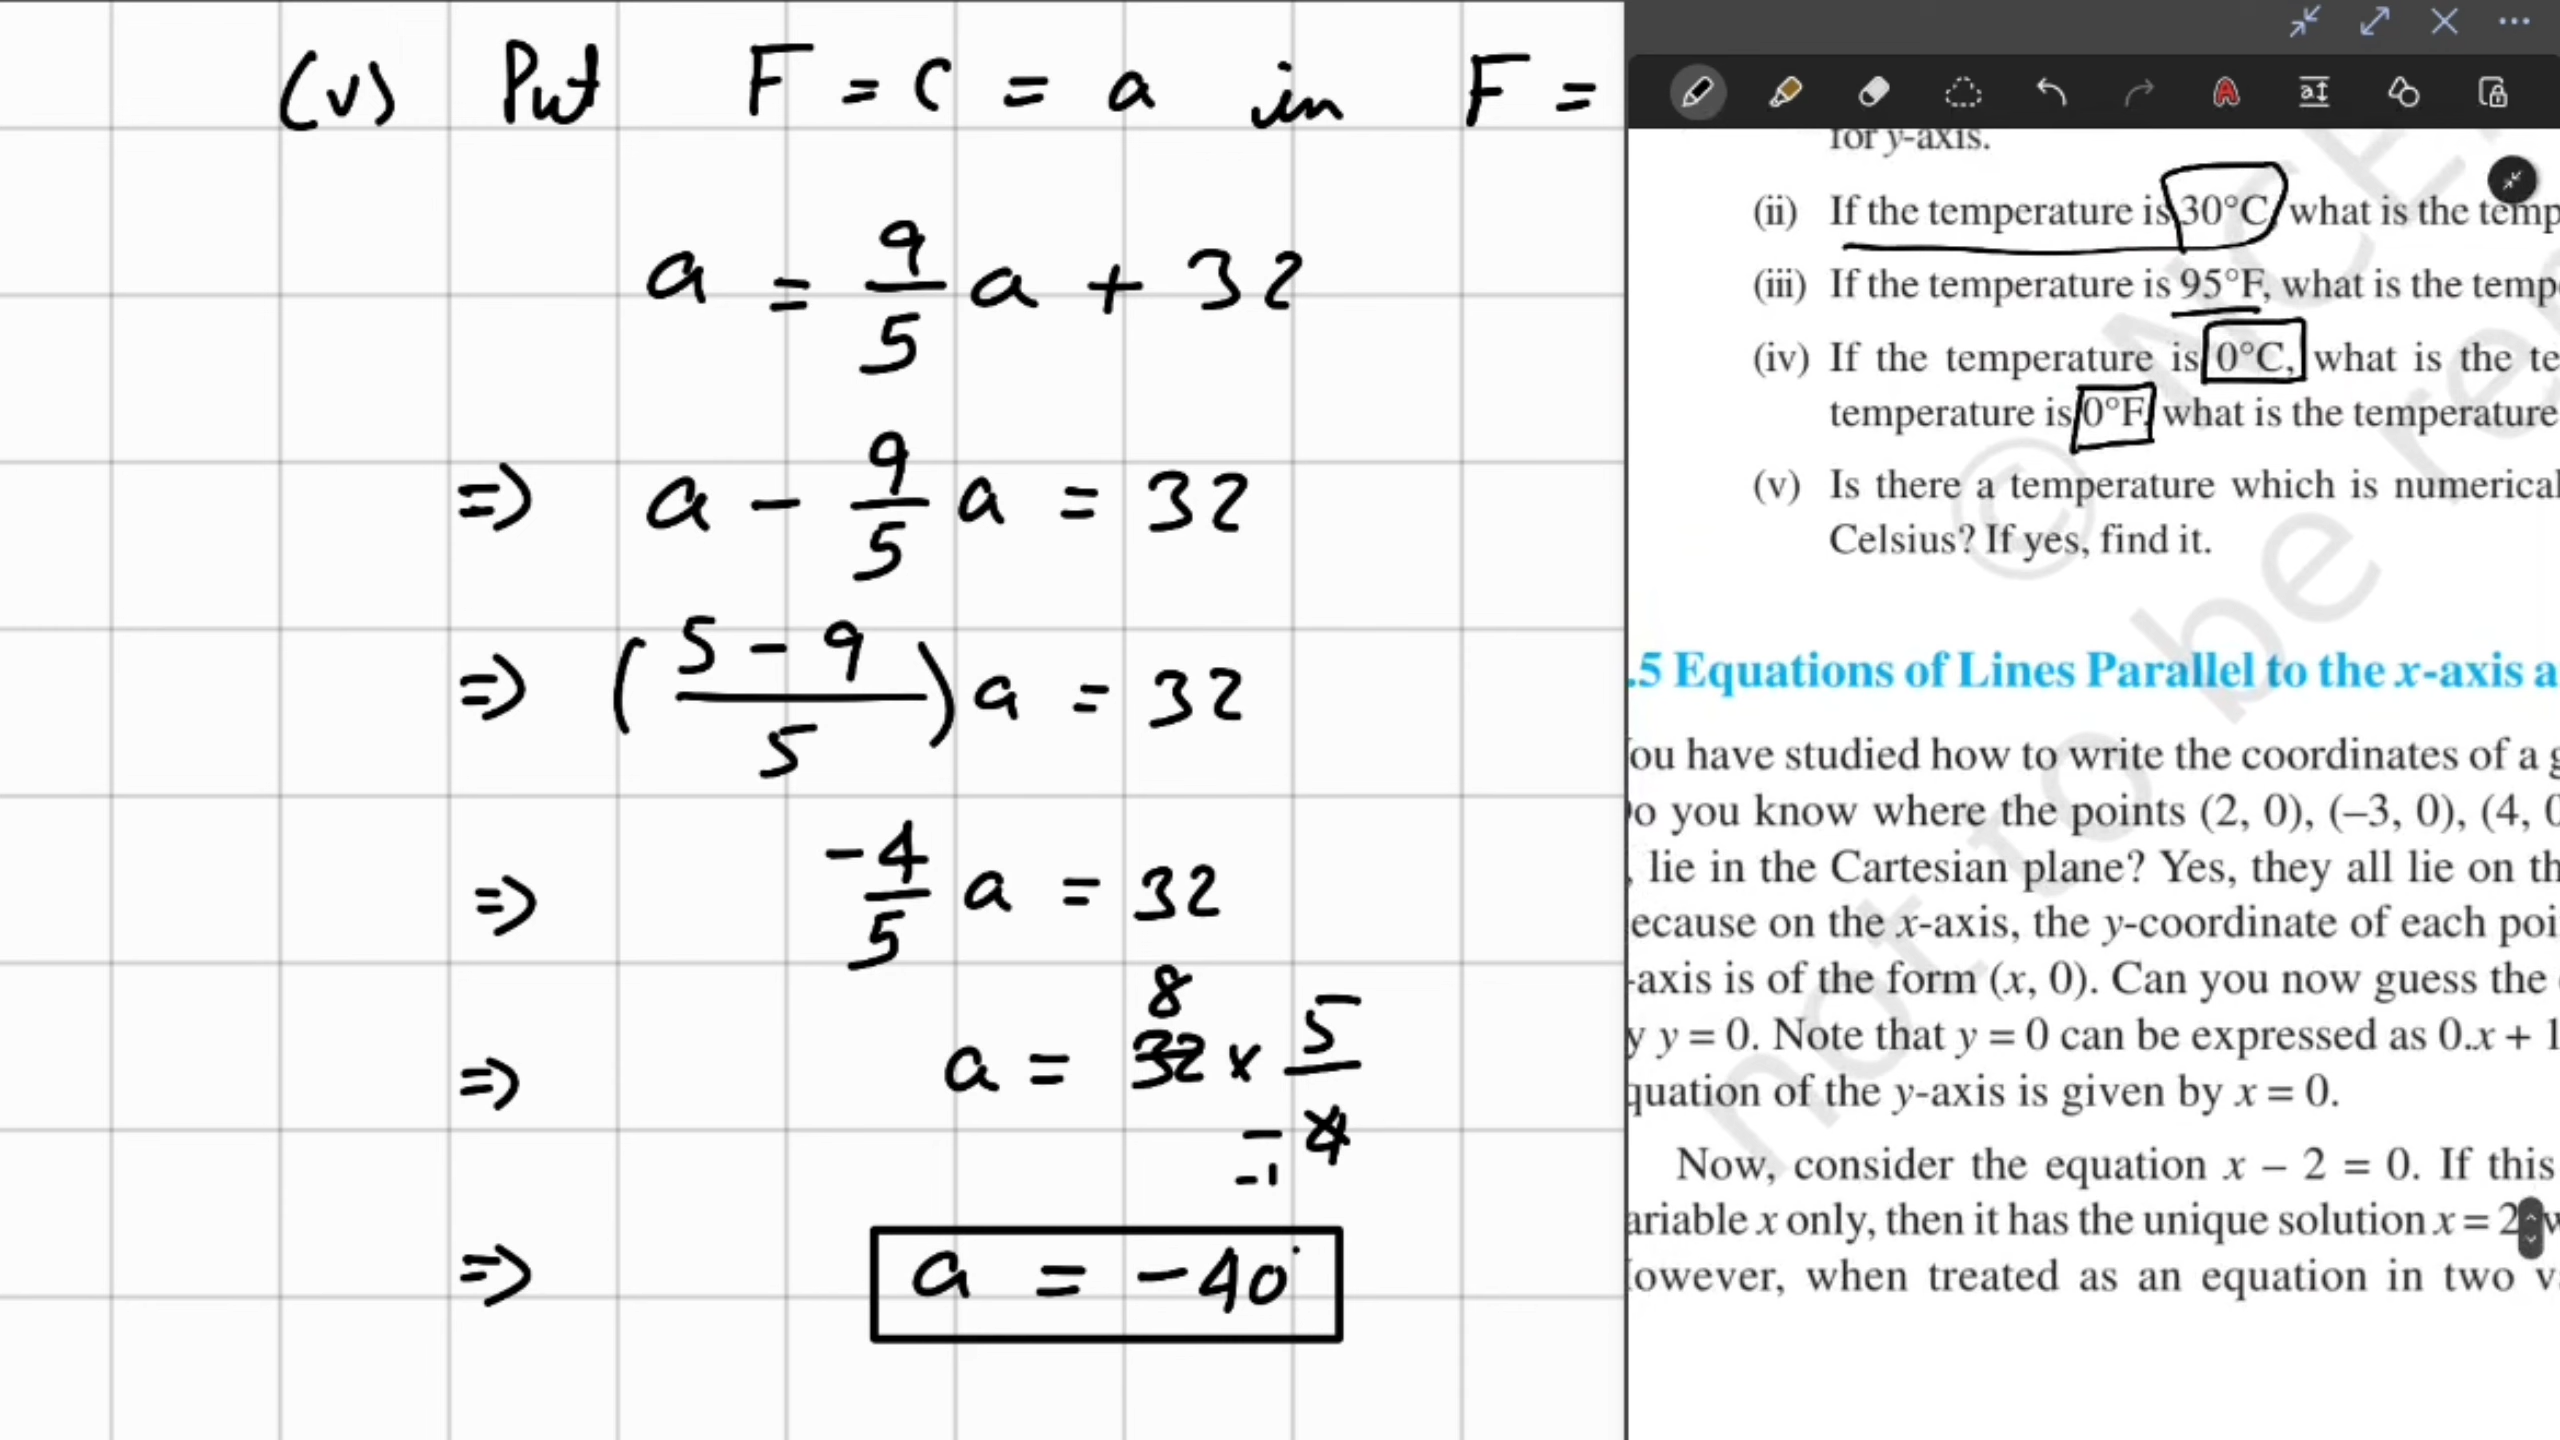 (v) Put F = C = a in F =
a = 9/5 a + 32
=> a - 9/5 a = 32
=> (5 - 9 / 5) a = 32
=> -4/5 a = 32
8
=> a = 32 x 5 / -4
-1
=> a = -40°
for y-axis.
(ii) If the temperature is 30°C, what is the temp
(iii) If the temperature is 95°F, what is the temp
(iv) If the temperature is 0°C, what is the te
temperature is 0°F, what is the temperature
(v) Is there a temperature which is numerical
Celsius? If yes, find it.
.5 Equations of Lines Parallel to the x-axis a
ou have studied how to write the coordinates of a g
o you know where the points (2, 0), (–3, 0), (4, 0
, lie in the Cartesian plane? Yes, they all lie on th
ecause on the x-axis, the y-coordinate of each poi
-axis is of the form (x, 0). Can you now guess the
y y = 0. Note that y = 0 can be expressed as 0.x + 1
quation of the y-axis is given by x = 0.
Now, consider the equation x – 2 = 0. If this
ariable x only, then it has the unique solution x = 2
owever, when treated as an equation in two v
© NCE
not to be re